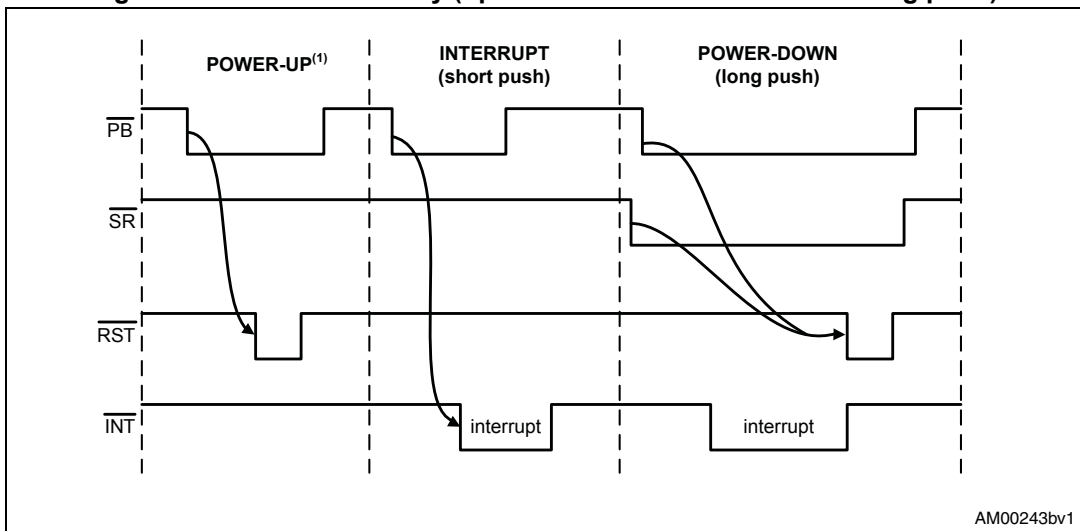 POWER-UP(1)
INTERRUPT
(short push)
POWER-DOWN
(long push)
PB
SR
RST
INT
interrupt
interrupt
AM00243bv1